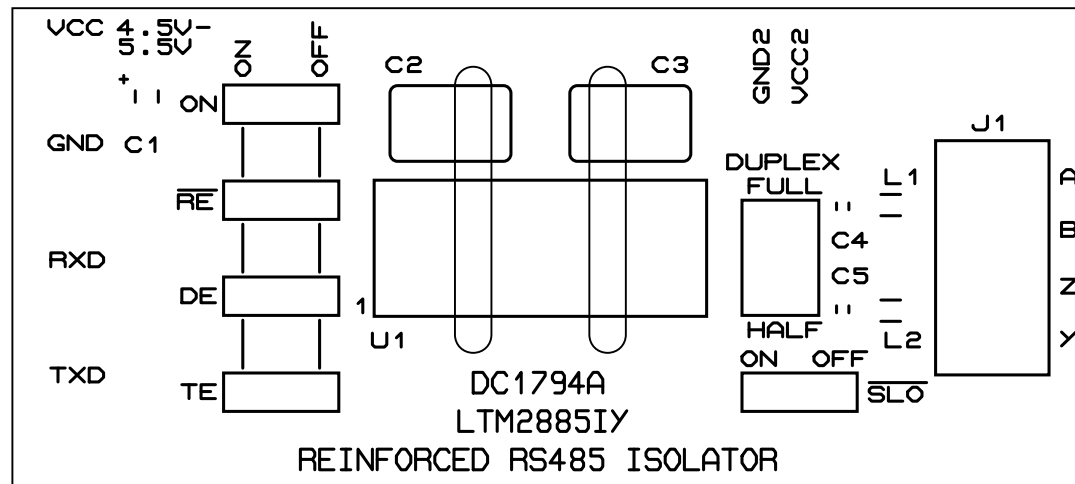 VCC 4.5V-
5.5V
ON
OFF
+
ON
GND
C1
RE
RXD
DE
TXD
TE
C2
C3
1
U1
DC1794A
LTM2885IY
REINFORCED RS485 ISOLATOR
GND2
VCC2
DUPLEX
FULL
C4
C5
HALF
ON OFF
SLO
L1
L2
J1
A
B
Z
Y